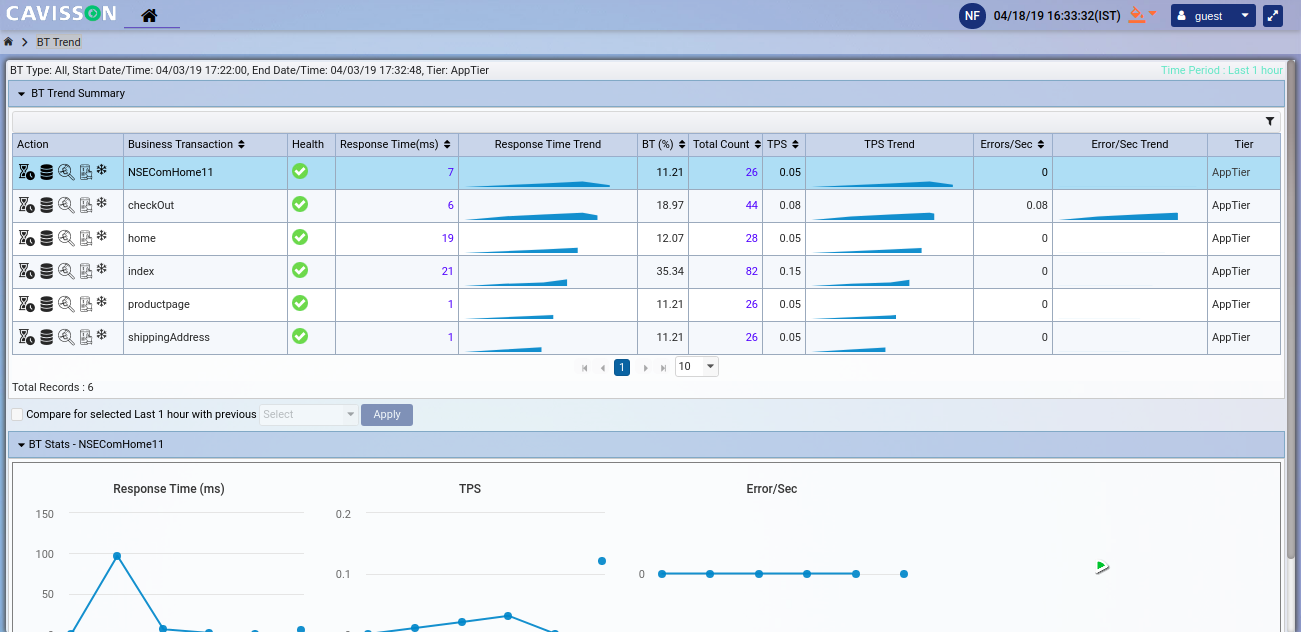 CAVISSON
NF 04/18/19 16:33:32(IST) guest
BT Trend
BT Type: All, Start Date/Time: 04/03/19 17:22:00, End Date/Time: 04/03/19 17:32:48, Tier: AppTier Time Period : Last 1 hour
BT Trend Summary
Action Business Transaction Health Response Time(ms) Response Time Trend BT (%) Total Count TPS TPS Trend Errors/Sec Error/Sec Trend Tier
NSEComHome11 7 11.21 26 0.05 0 AppTier
checkOut 6 18.97 44 0.08 0.08 AppTier
home 19 12.07 28 0.05 0 AppTier
index 21 35.34 82 0.15 0 AppTier
productpage 1 11.21 26 0.05 0 AppTier
shippingAddress 1 11.21 26 0.05 0 AppTier
1 10
Total Records : 6
Compare for selected Last 1 hour with previous Select Apply
BT Stats - NSEComHome11
Response Time (ms) TPS Error/Sec
150 0.2
100 0.1 0
50